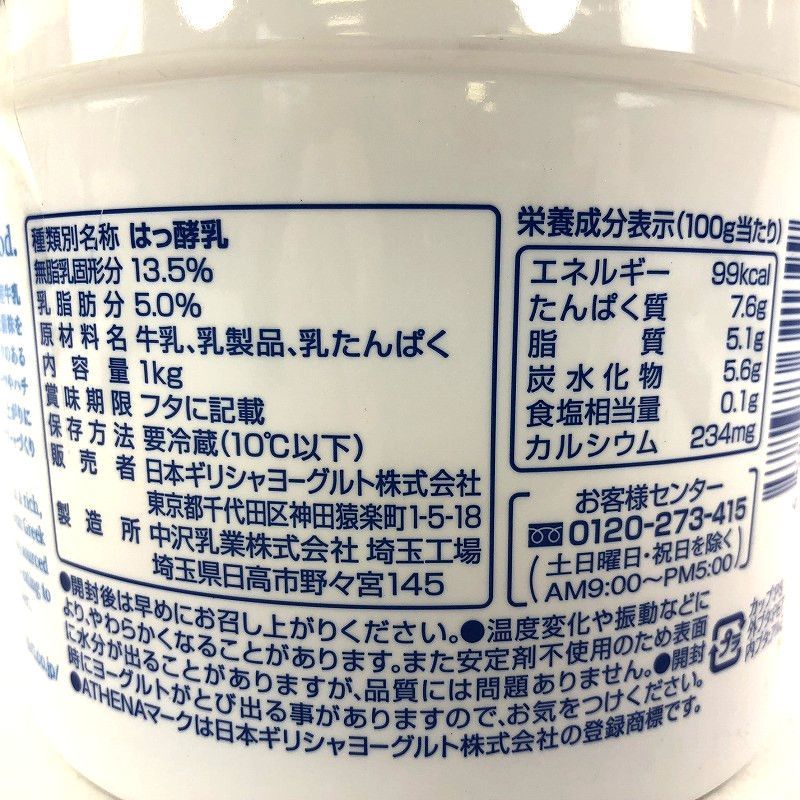 種類別名称 はっ酵乳
無脂乳固形分 13.5%
乳脂肪分 5.0%
原材料名 牛乳、乳製品、乳たんぱく
内容量 1kg
賞味期限 フタに記載
保存方法 要冷蔵(10℃以下)
販売者 日本ギリシャヨーグルト株式会社
東京都千代田区神田猿楽町1-5-18
製造所 中沢乳業株式会社 埼玉工場
埼玉県日高市野々宮145
栄養成分表示(100g当たり)
エネルギー 99kcal
たんぱく質 7.6g
脂質 5.1g
炭水化物 5.6g
食塩相当量 0.1g
カルシウム 234mg
お客様センター
0120-273-415
(土日曜日・祝日を除く)
AM9:00〜PM5:00
●開封後は早めにお召し上がりください。●温度変化や振動などに
より、やわらかくなることがあります。また安定剤不使用のため表面
に水分が出ることがありますが、品質には問題ありません。●開封
時にヨーグルトがとび出る事がありますので、お気をつけください。
●ATHENAマークは日本ギリシャヨーグルト株式会社の登録商標です。
プラ